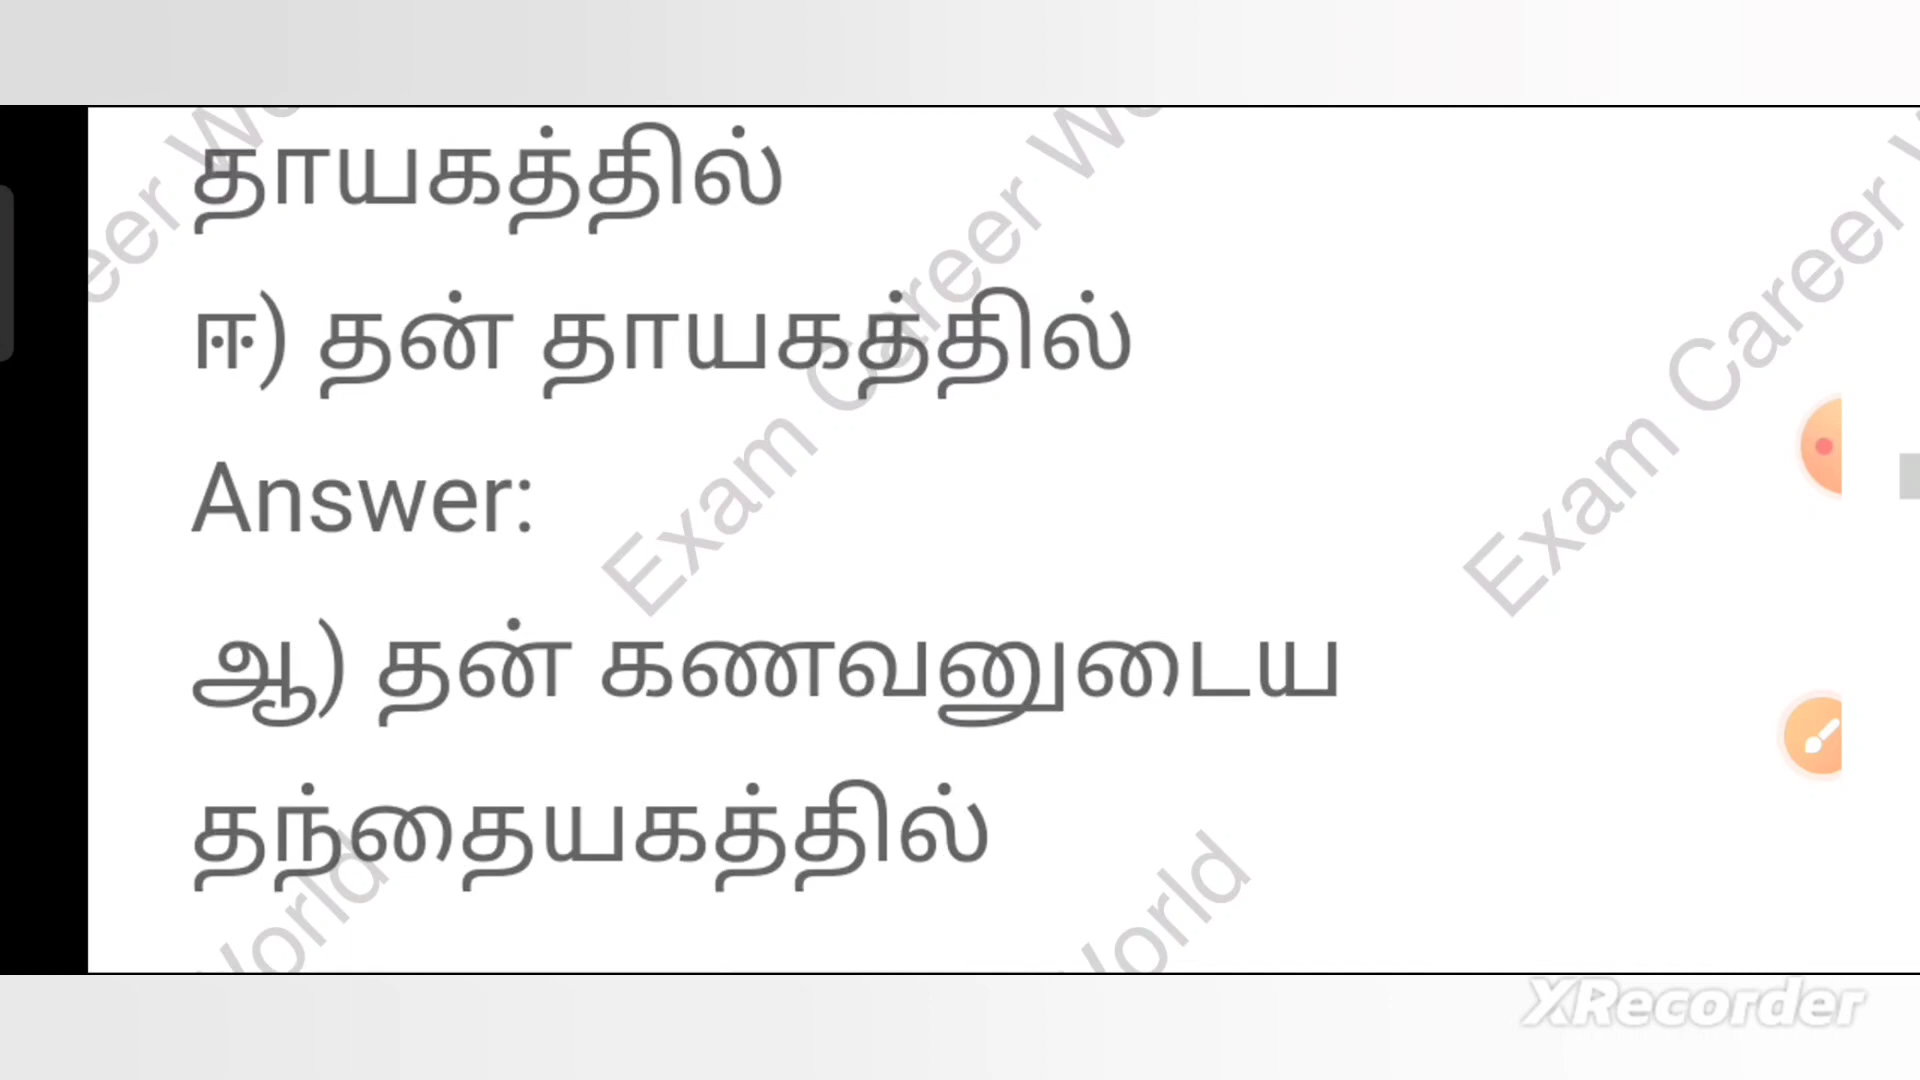 தாயகத்தில்
ஈ) தன் தாயகத்தில்
Answer:
ஆ) தன் கணவனுடைய
தந்தையகத்தில்
Exam Career World
Exam Career World
XRecorder